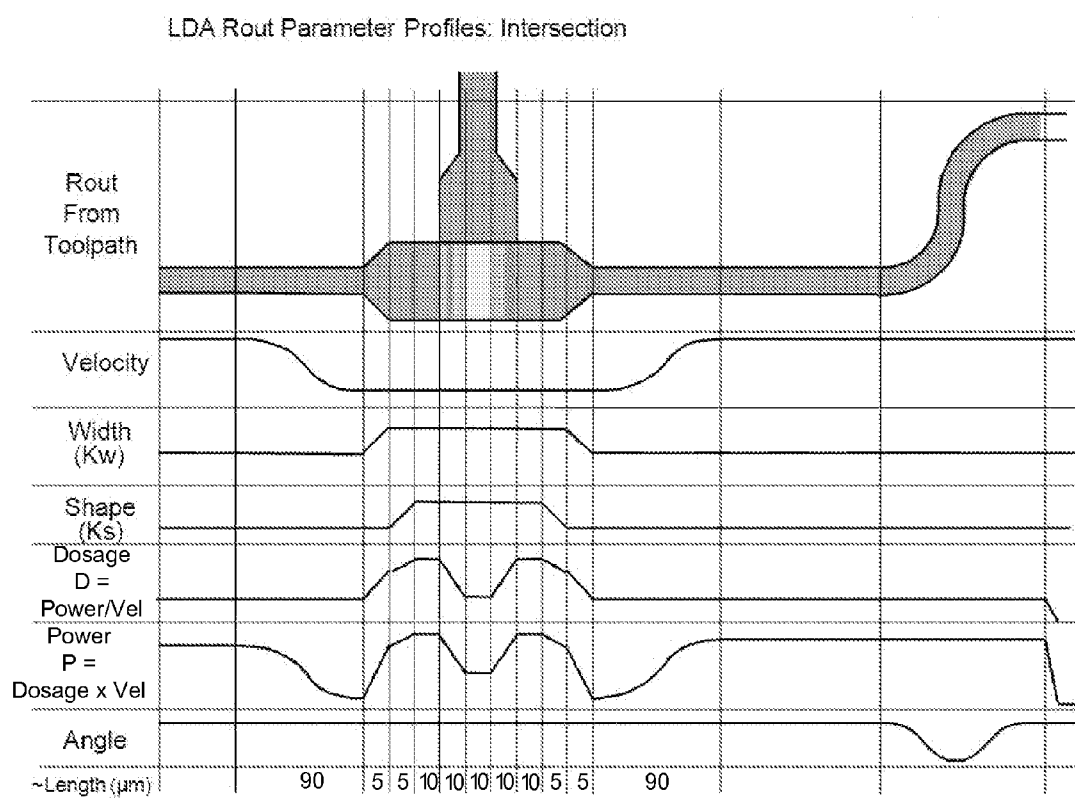 LDA Rout Parameter Profiles: Intersection
Rout
From
Toolpath
Velocity
Width
(Kw)
Shape
(Ks)
Dosage
D =
Power/Vel
Power
P =
Dosage x Vel
Angle
~Length (µm) 90 5 5 10 10 10 10 10 5 5 90